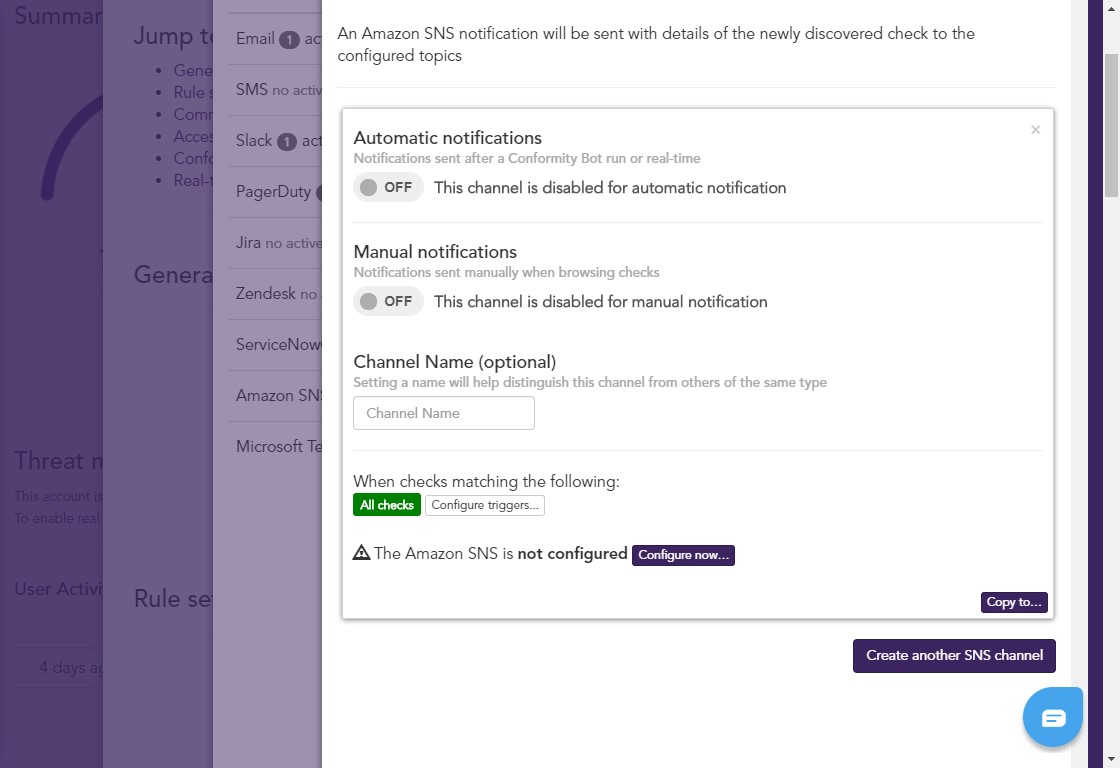 Summar
Jump to
Gene
Rule s
Comm
Acces
Confo
Real-t
Genera
Threat m
This account is
To enable real
User Activi
Rule se
4 days ag
Email 1 ac
SMS no activ
Slack 1 act
PagerDuty
Jira no active
Zendesk no
ServiceNow
Amazon SNS
Microsoft Te
An Amazon SNS notification will be sent with details of the newly discovered check to the
configured topics
×
Automatic notifications
Notifications sent after a Conformity Bot run or real-time
OFF This channel is disabled for automatic notification
Manual notifications
Notifications sent manually when browsing checks
OFF This channel is disabled for manual notification
Channel Name (optional)
Setting a name will help distinguish this channel from others of the same type
Channel Name
When checks matching the following:
All checks Configure triggers...
The Amazon SNS is not configured Configure now...
Copy to...
Create another SNS channel